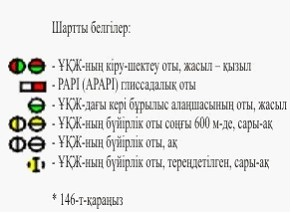 Шартты белгілер:
- ҰҚЖ-ның кіру-шектеу оты, жасыл – қызыл
- PAPI (APAPI) глиссадалық оты
- ҰҚЖ-дағы кері бұрылыс алаңшасының оты, жасыл
- ҰҚЖ-ның бүйірлік оты соңғы 600 м-де, сары-ақ
- ҰҚЖ-ның бүйірлік оты, ақ
- ҰҚЖ-ның бүйірлік оты, тереңдетілген, сары-ақ
* 146-т-қараңыз